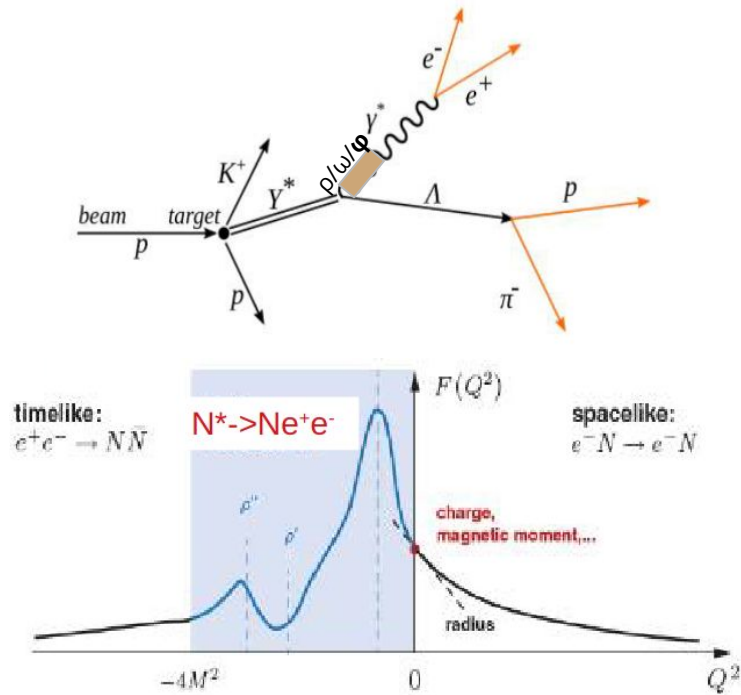 e⁻
e⁺
γ*
ρ/ω/φ
K⁺
Y*
Λ
p
beam
target
p
p
π⁻
F(Q²)
timelike:
e⁺e⁻ → NN̄
N*->Ne⁺e⁻
spacelike:
e⁻N → e⁻N
ρ''
ρ'
charge,
magnetic moment,...
radius
−4M²
0
Q²